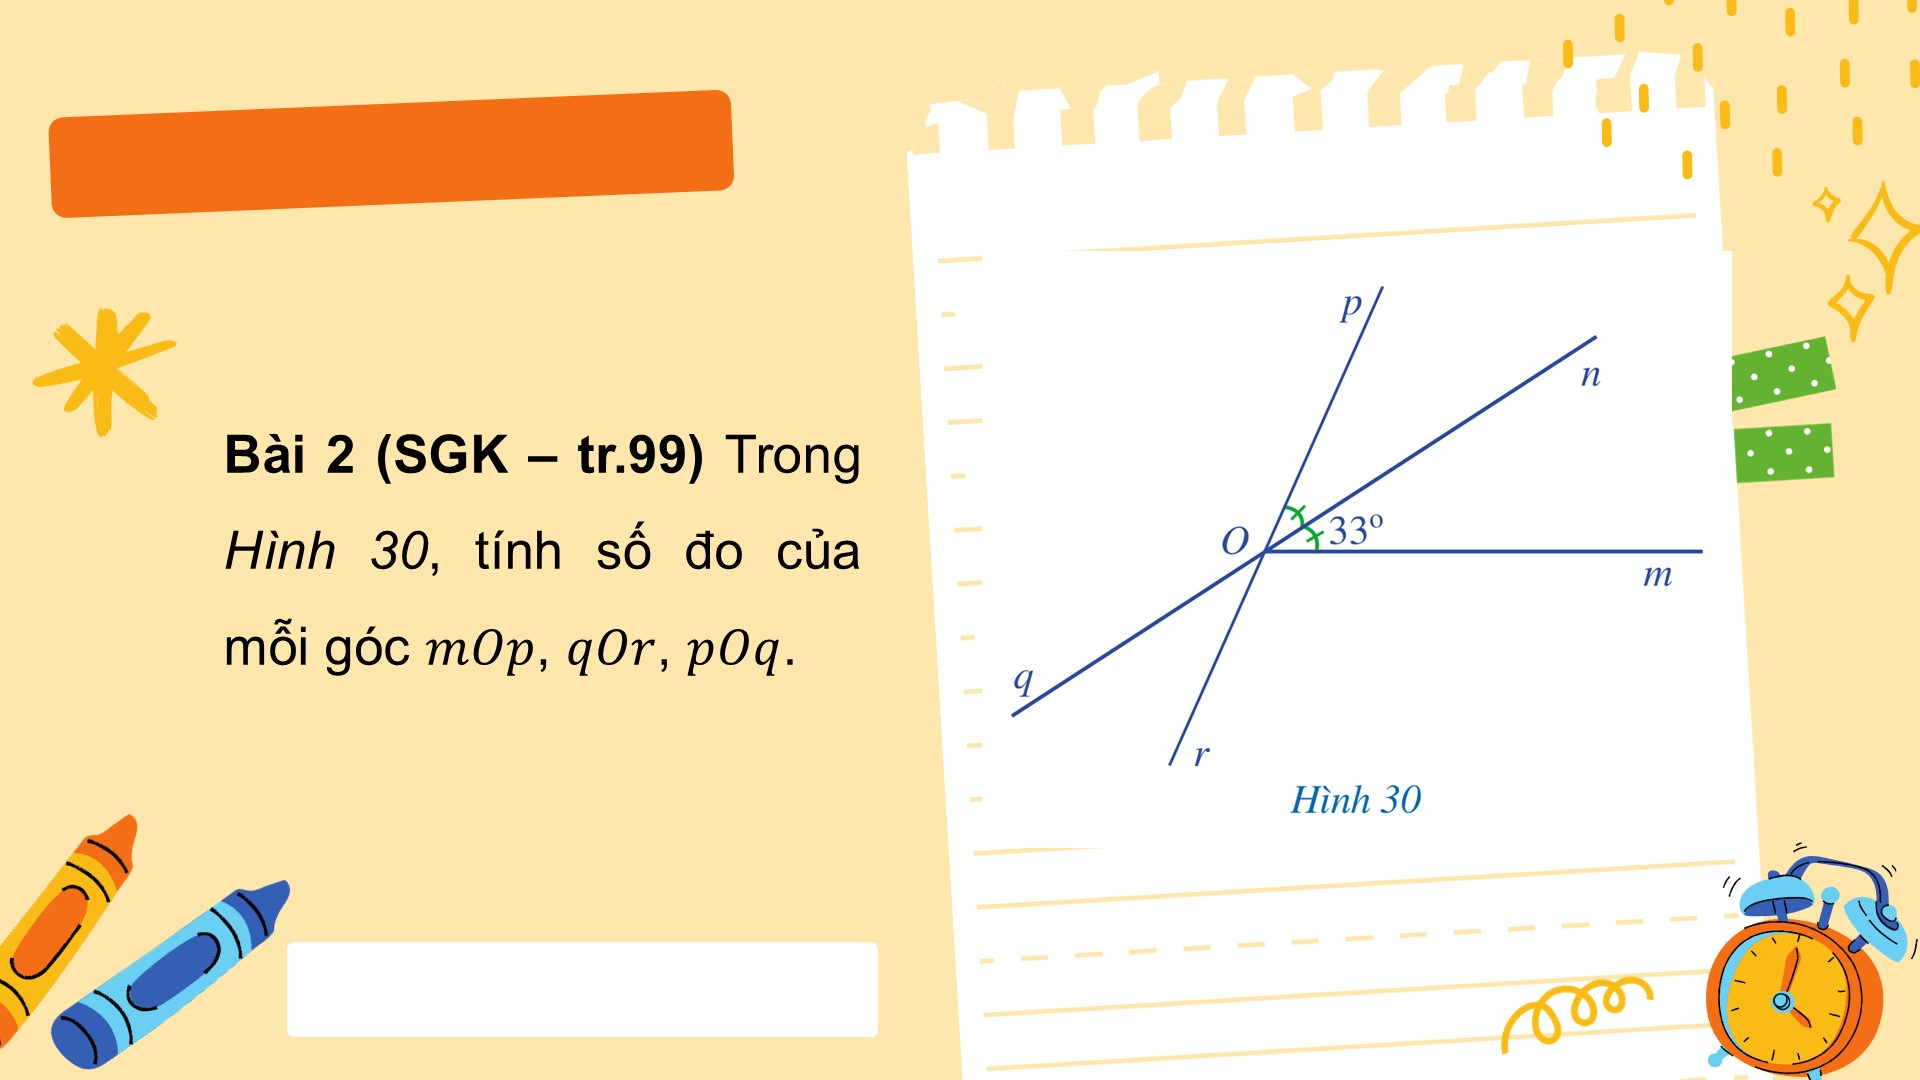 Bài 2 (SGK – tr.99) Trong
Hình 30, tính số đo của
mỗi góc 𝑚𝑂𝑝, 𝑞𝑂𝑟, 𝑝𝑂𝑞.
p
n
O
33º
m
q
r
Hình 30